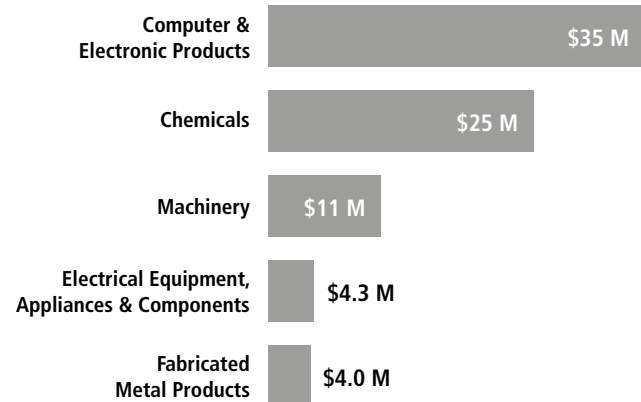 Computer &
Electronic Products
$35 M
Chemicals
$25 M
Machinery
$11 M
Electrical Equipment,
Appliances & Components
$4.3 M
Fabricated
Metal Products
$4.0 M